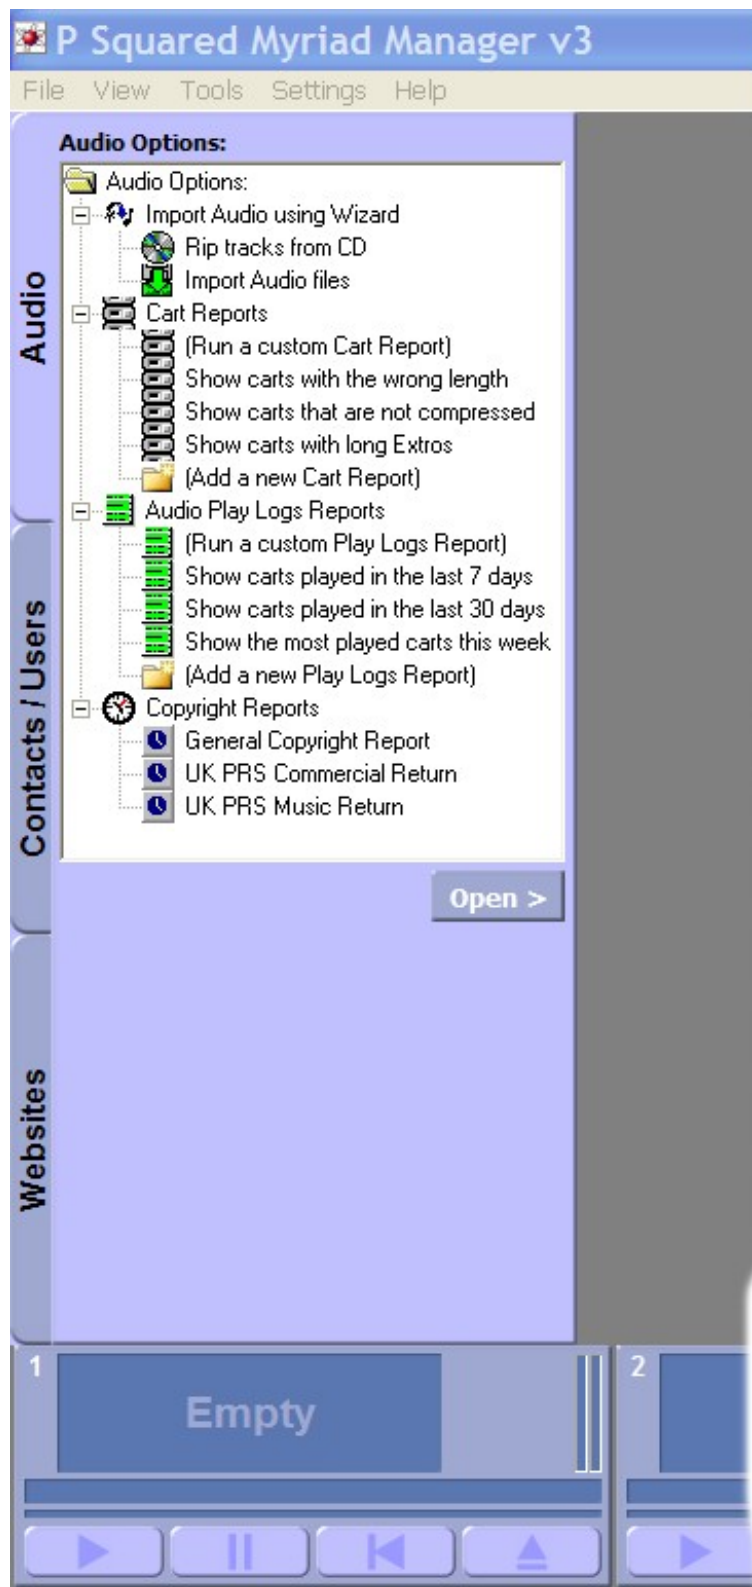 P Squared Myriad Manager v3
File View Tools Settings Help
Audio Options:
Audio Options:
Import Audio using Wizard
Rip tracks from CD
Import Audio files
Cart Reports
(Run a custom Cart Report)
Show carts with the wrong length
Show carts that are not compressed
Show carts with long Extros
(Add a new Cart Report)
Audio Play Logs Reports
(Run a custom Play Logs Report)
Show carts played in the last 7 days
Show carts played in the last 30 days
Show the most played carts this week
(Add a new Play Logs Report)
Copyright Reports
General Copyright Report
UK PRS Commercial Return
UK PRS Music Return
Open >
Audio
Contacts / Users
Websites
1
Empty
2